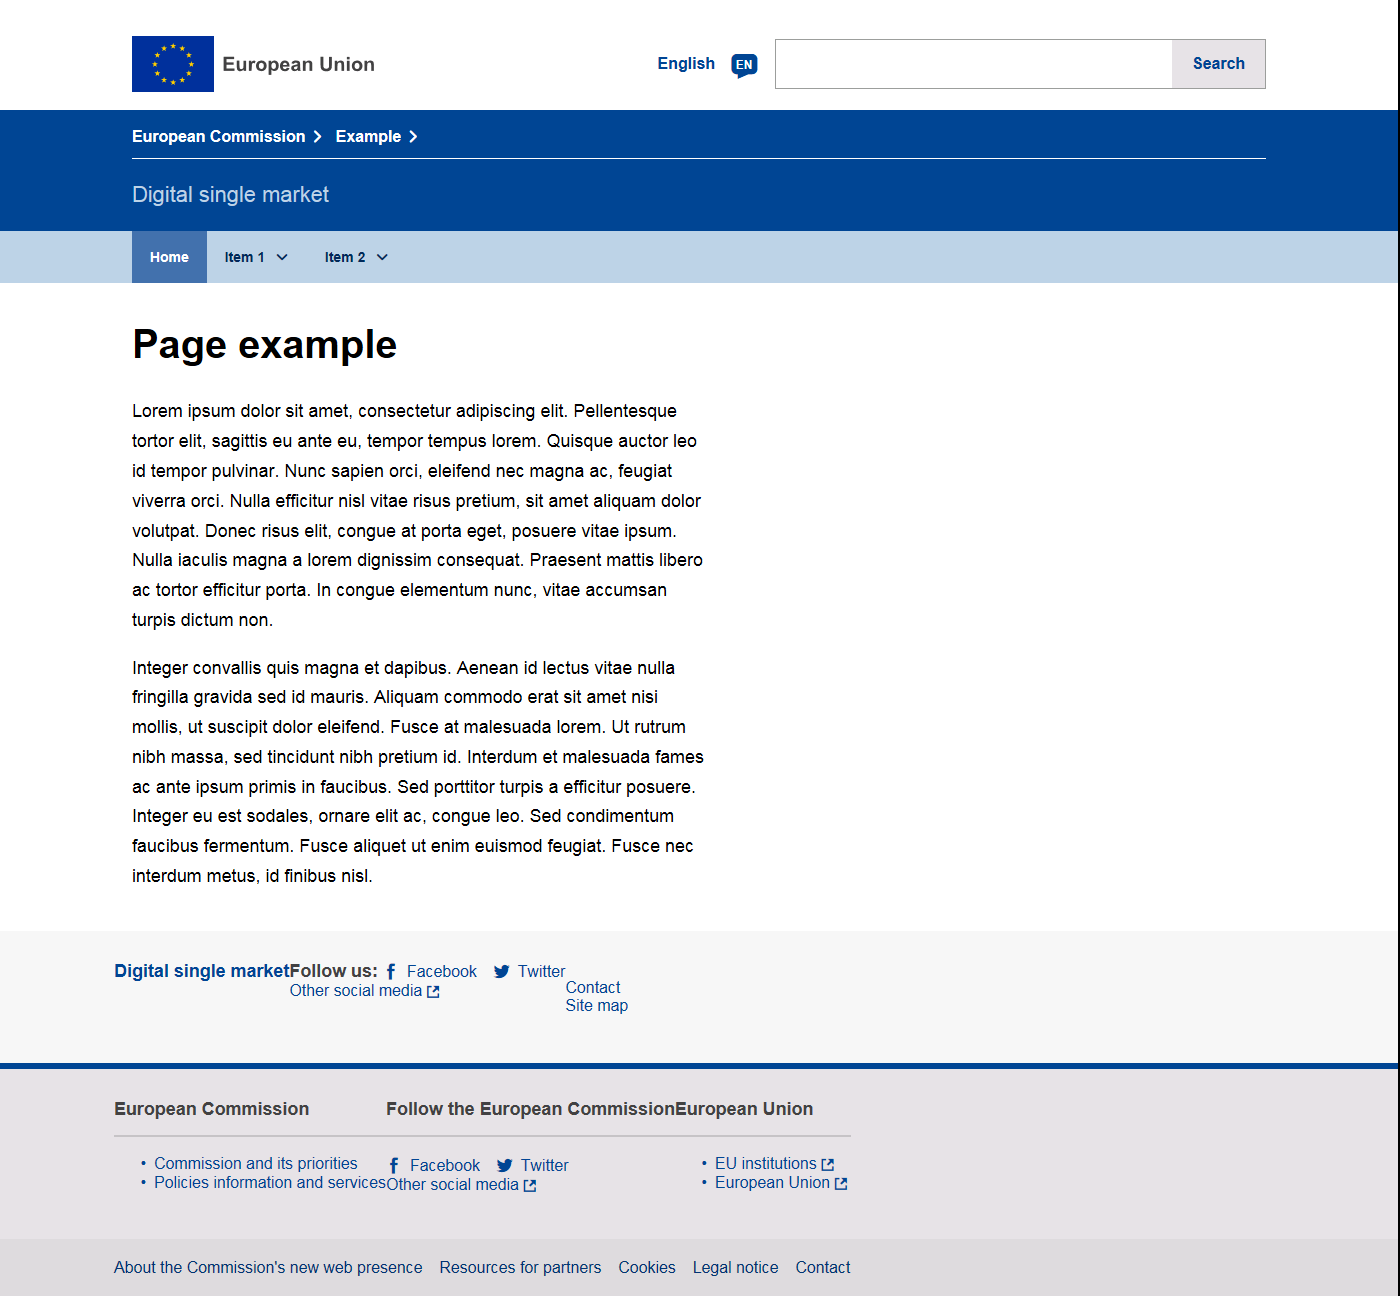 European Union
English EN Search
European Commission Example
Digital single market
Home Item 1 Item 2
Page example
Lorem ipsum dolor sit amet, consectetur adipiscing elit. Pellentesque
tortor elit, sagittis eu ante eu, tempor tempus lorem. Quisque auctor leo
id tempor pulvinar. Nunc sapien orci, eleifend nec magna ac, feugiat
viverra orci. Nulla efficitur nisl vitae risus pretium, sit amet aliquam dolor
volutpat. Donec risus elit, congue at porta eget, posuere vitae ipsum.
Nulla iaculis magna a lorem dignissim consequat. Praesent mattis libero
ac tortor efficitur porta. In congue elementum nunc, vitae accumsan
turpis dictum non.
Integer convallis quis magna et dapibus. Aenean id lectus vitae nulla
fringilla gravida sed id mauris. Aliquam commodo erat sit amet nisi
mollis, ut suscipit dolor eleifend. Fusce at malesuada lorem. Ut rutrum
nibh massa, sed tincidunt nibh pretium id. Interdum et malesuada fames
ac ante ipsum primis in faucibus. Sed porttitor turpis a efficitur posuere.
Integer eu est sodales, ornare elit ac, congue leo. Sed condimentum
faucibus fermentum. Fusce aliquet ut enim euismod feugiat. Fusce nec
interdum metus, id finibus nisl.
Digital single market
Follow us: Facebook Twitter
Other social media
Contact
Site map
European Commission
• Commission and its priorities
• Policies information and services
Follow the European Commission
Facebook Twitter
Other social media
European Union
• EU institutions
• European Union
About the Commission's new web presence Resources for partners Cookies Legal notice Contact